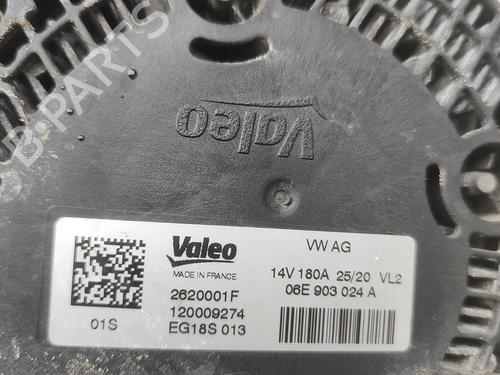 B-PARTS
Valeo
Valeo
MADE IN FRANCE
2620001F
120009274
EG18S 013
01S
VW AG
14V 180A 25/20 VL2
06E 903 024 A